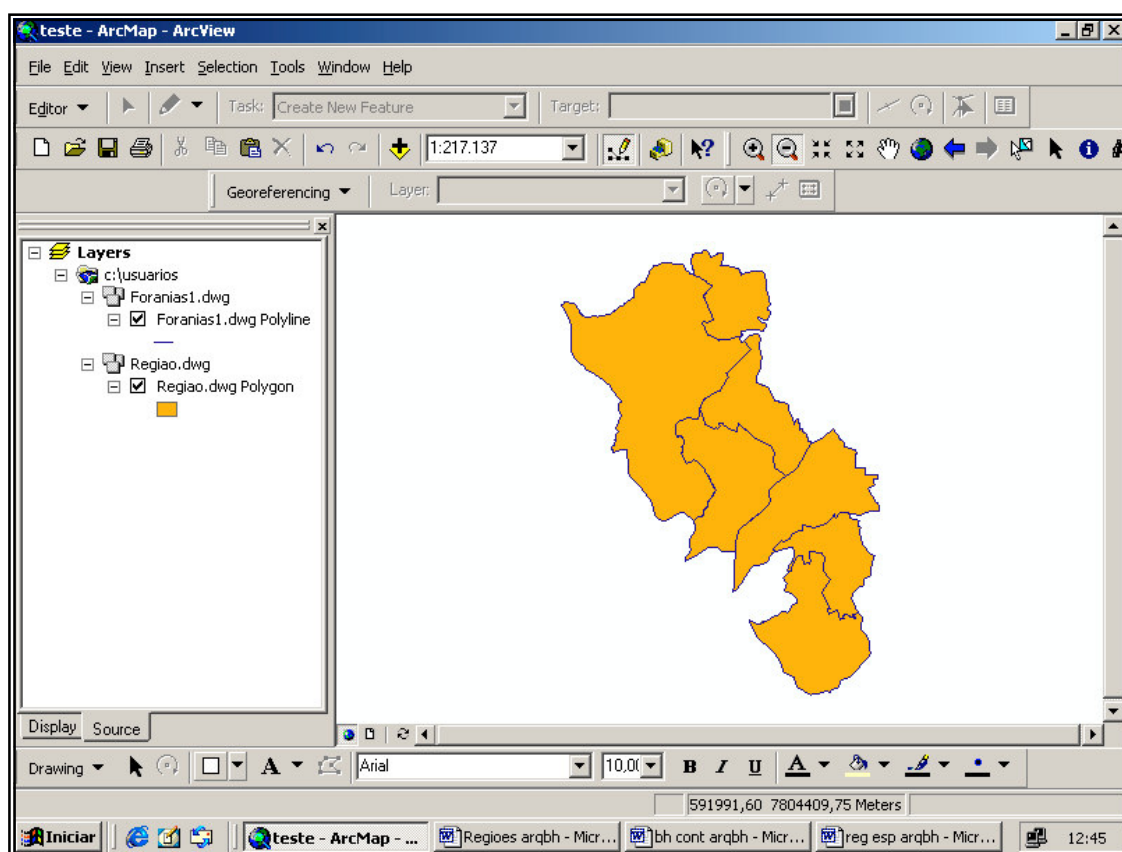 teste - ArcMap - ArcView
File Edit View Insert Selection Tools Window Help
Editor Task: Create New Feature Target:
1:217.137
Georeferencing Layer:
Layers
c:\usuarios
Foranias1.dwg
Foranias1.dwg Polyline
Regiao.dwg
Regiao.dwg Polygon
Display Source
Drawing A Arial 10,00 B I U A
591991,60 7804409,75 Meters
Iniciar teste - ArcMap - ... Regioes arqbh - Micr... bh cont arqbh - Micr... reg esp arqbh - Micr... 12:45